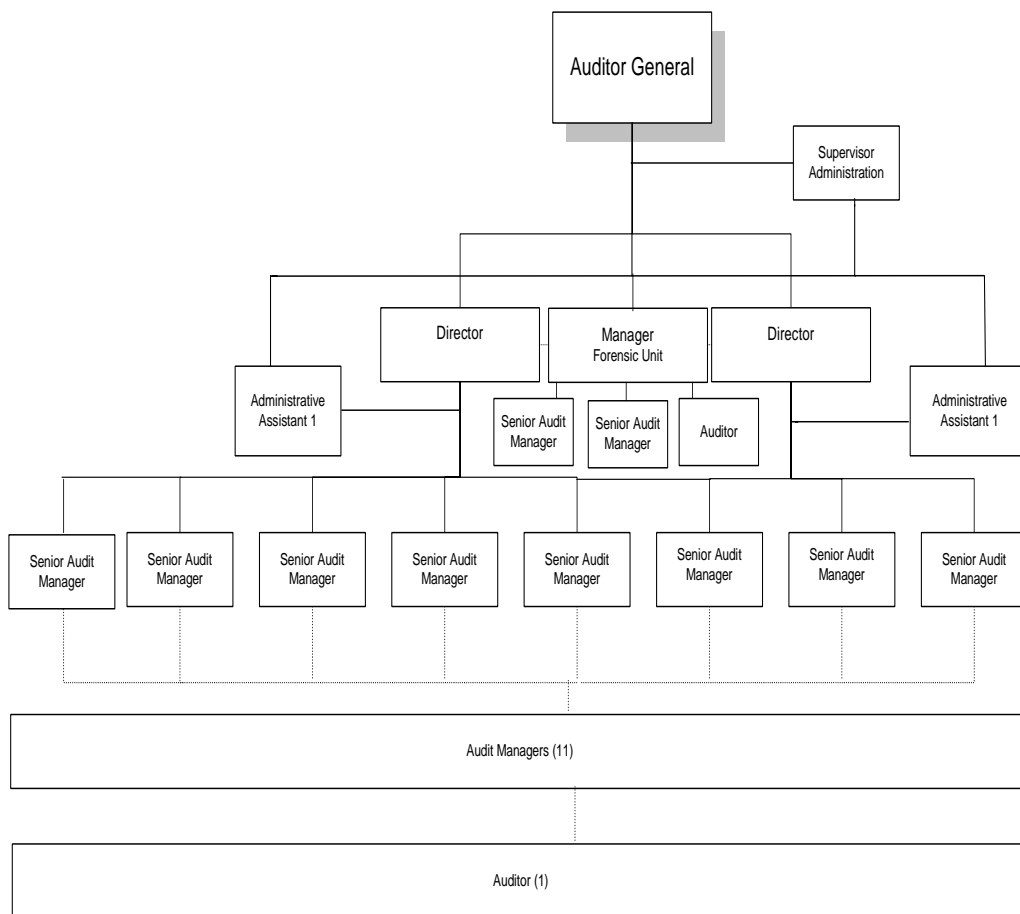 Auditor General
Supervisor
Administration
Director
Manager
Forensic Unit
Director
Administrative
Assistant 1
Senior Audit
Manager
Senior Audit
Manager
Auditor
Administrative
Assistant 1
Senior Audit
Manager
Senior Audit
Manager
Senior Audit
Manager
Senior Audit
Manager
Senior Audit
Manager
Senior Audit
Manager
Senior Audit
Manager
Senior Audit
Manager
Audit Managers (11)
Auditor (1)